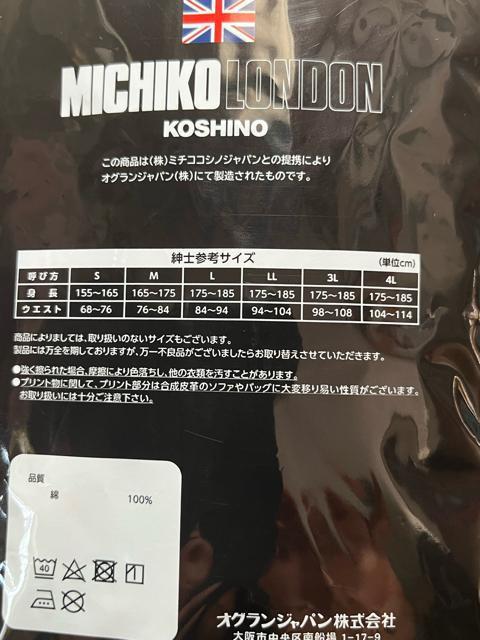 MICHIKO LONDON
KOSHINO
この商品は(株)ミチココシノジャパンとの提携により
オグランジャパン(株)にて製造されたものです。
紳士参考サイズ (単位cm)
呼び方 S M L LL 3L 4L
身長 155～165 165～175 175～185 175～185 175～185 175～185
ウエスト 68～76 76～84 84～94 94～104 98～108 104～114
商品によりましては、取り扱いのないサイズもございます。
製品には万全を期しておりますが、万一不良品がございましたらお取り替えさせていただきます。
●強く擦られた場合、摩擦により色落ちし、他の衣類を汚すことがあります。
●プリント物に関して、プリント部分は合成皮革のソファやバッグに大変移り易い性質がございます。
お取り扱いには十分ご注意下さい。
品質
綿 100%
40
オグランジャパン株式会社
大阪市中央区南船場 1-17-9